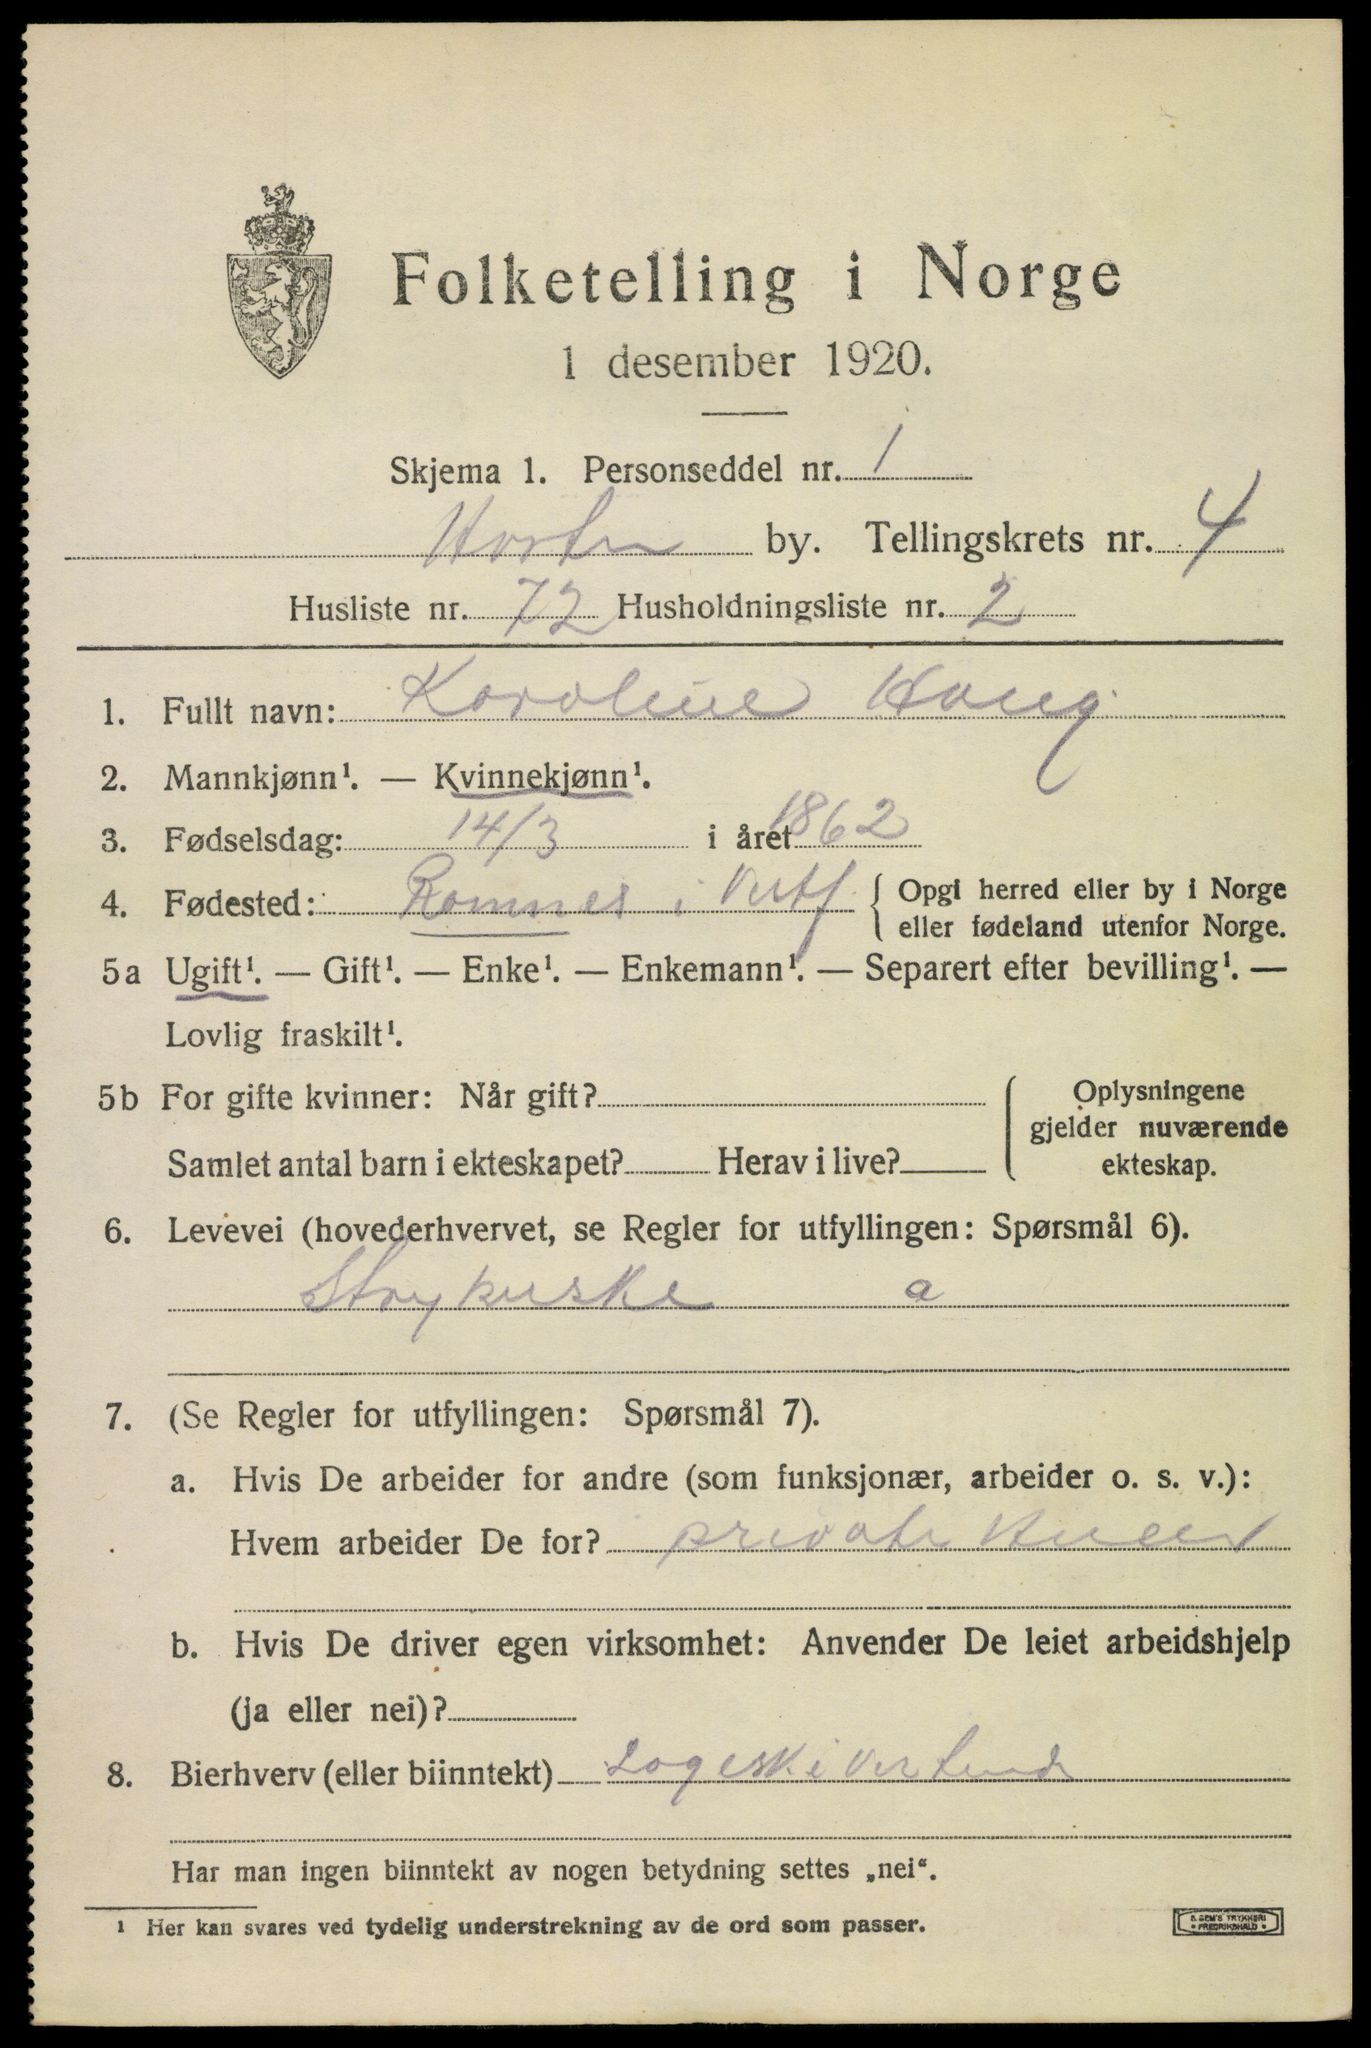 Folketelling i Norge
1 desember 1920.
Skjema 1. Personseddel nr. 1
Horten by. Tellingskrets nr. 4
Husliste nr. 72 Husholdningsliste nr. 2
1. Fullt navn: Karoline Haug
2. Mannkjønn¹. — Kvinnekjønn¹.
3. Fødselsdag: 14/3 i året 1862
4. Fødested: Ramnes i Vestf { Opgi herred eller by i Norge
eller fødeland utenfor Norge.
5a Ugift¹. — Gift¹. — Enke¹. — Enkemann¹. — Separert efter bevilling¹. —
Lovlig fraskilt¹.
5b For gifte kvinner: Når gift? ( Oplysningene
gjelder nuværende
Samlet antal barn i ekteskapet? Herav i live? ekteskap.
6. Levevei (hovederhvervet, se Regler for utfyllingen: Spørsmål 6).
Strykerske a
7. (Se Regler for utfyllingen: Spørsmål 7).
a. Hvis De arbeider for andre (som funksjonær, arbeider o. s. v.):
Hvem arbeider De for? private
b. Hvis De driver egen virksomhet: Anvender De leiet arbeidshjelp
(ja eller nei)?
8. Bierhverv (eller biinntekt)
Har man ingen biinntekt av nogen betydning settes „nei“.
¹ Her kan svares ved tydelig understrekning av de ord som passer.
E. SEM'S TRYKKERI
• FREDRIKSHALD •